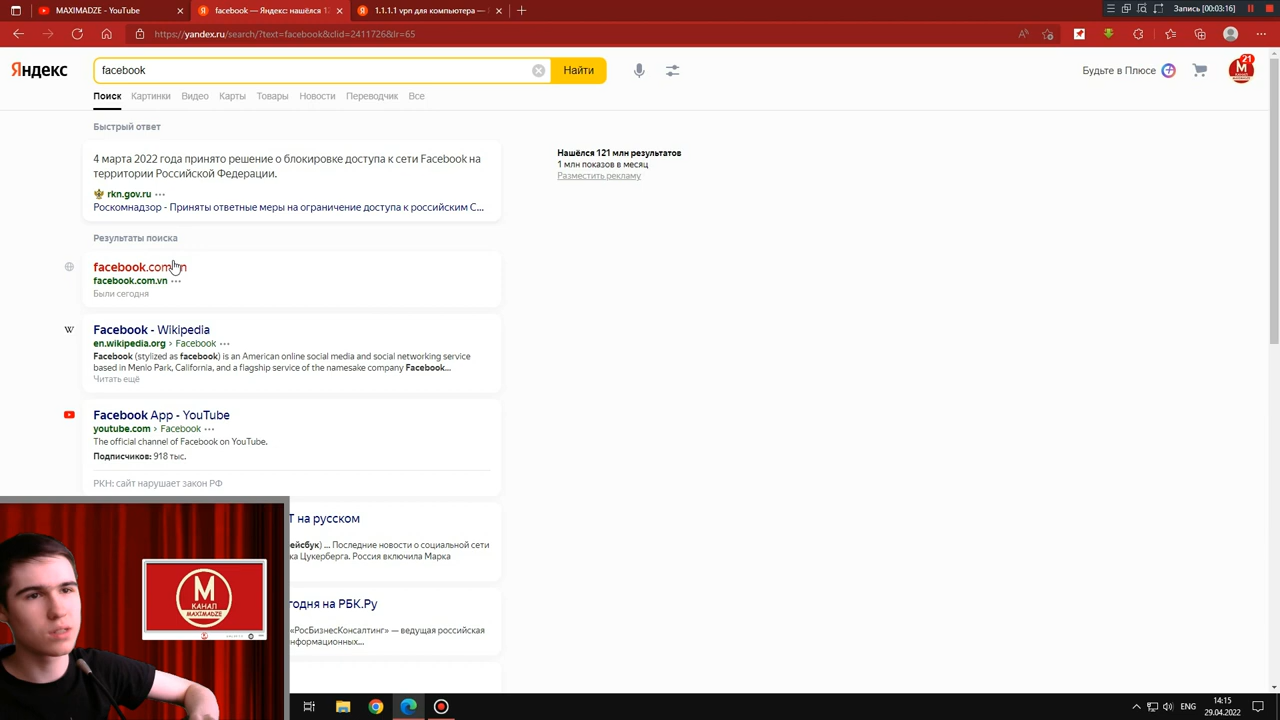 MAXIMADZE - YouTube
facebook — Яндекс: нашёлся 12
1.1.1.1 vpn для компьютера —
Запись [00:03:16]
https://yandex.ru/search/?text=facebook&clid=2411726&lr=65
Яндекс
facebook
Найти
Будьте в Плюсе
21
М
КАНАЛ
Поиск Картинки Видео Карты Товары Новости Переводчик Все
Быстрый ответ
4 марта 2022 года принято решение о блокировке доступа к сети Facebook на
территории Российской Федерации.
rkn.gov.ru
Роскомнадзор - Приняты ответные меры на ограничение доступа к российским С...
Нашёлся 121 млн результатов
1 млн показов в месяц
Разместить рекламу
Результаты поиска
facebook.com.vn
facebook.com.vn
Были сегодня
W
Facebook - Wikipedia
en.wikipedia.org › Facebook
Facebook (stylized as facebook) is an American online social media and social networking service
based in Menlo Park, California, and a flagship service of the namesake company Facebook...
Читать ещё
Facebook App - YouTube
youtube.com › Facebook
The official channel of Facebook on YouTube.
Подписчиков: 918 тыс.
РКН: сайт нарушает закон РФ
Т на русском
ейсбук) ... Последние новости о социальной сети
ка Цукерберга. Россия включила Марка
годня на РБК.Ру
«РосБизнесКонсалтинг» — ведущая российская
нформационных...
М
КАНАЛ
MAXIMADZE
ENG
14:15
29.04.2022